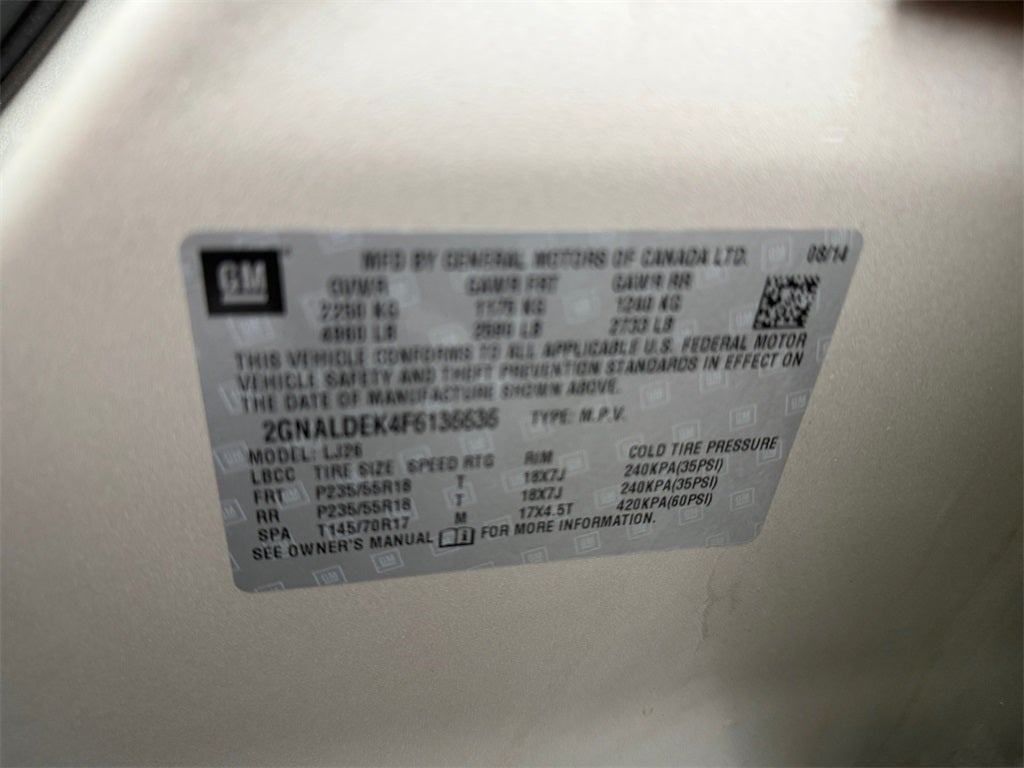 GM
MFD BY GENERAL MOTORS OF CANADA LTD. 08/14
GVWR GAWR FRT GAWR RR
2250 KG 1175 KG 1240 KG
4960 LB 2590 LB 2733 LB
THIS VEHICLE CONFORMS TO ALL APPLICABLE U.S. FEDERAL MOTOR
VEHICLE SAFETY AND THEFT PREVENTION STANDARDS IN EFFECT ON
THE DATE OF MANUFACTURE SHOWN ABOVE.
2GNALDEK4F6136636 TYPE: M.P.V.
MODEL: LJ26
LBCC TIRE SIZE SPEED RTG RIM COLD TIRE PRESSURE
FRT P235/55R18 T 18X7J 240KPA(35PSI)
RR P235/55R18 T 18X7J 240KPA(35PSI)
SPA T145/70R17 M 17X4.5T 420KPA(60PSI)
SEE OWNER'S MANUAL FOR MORE INFORMATION.